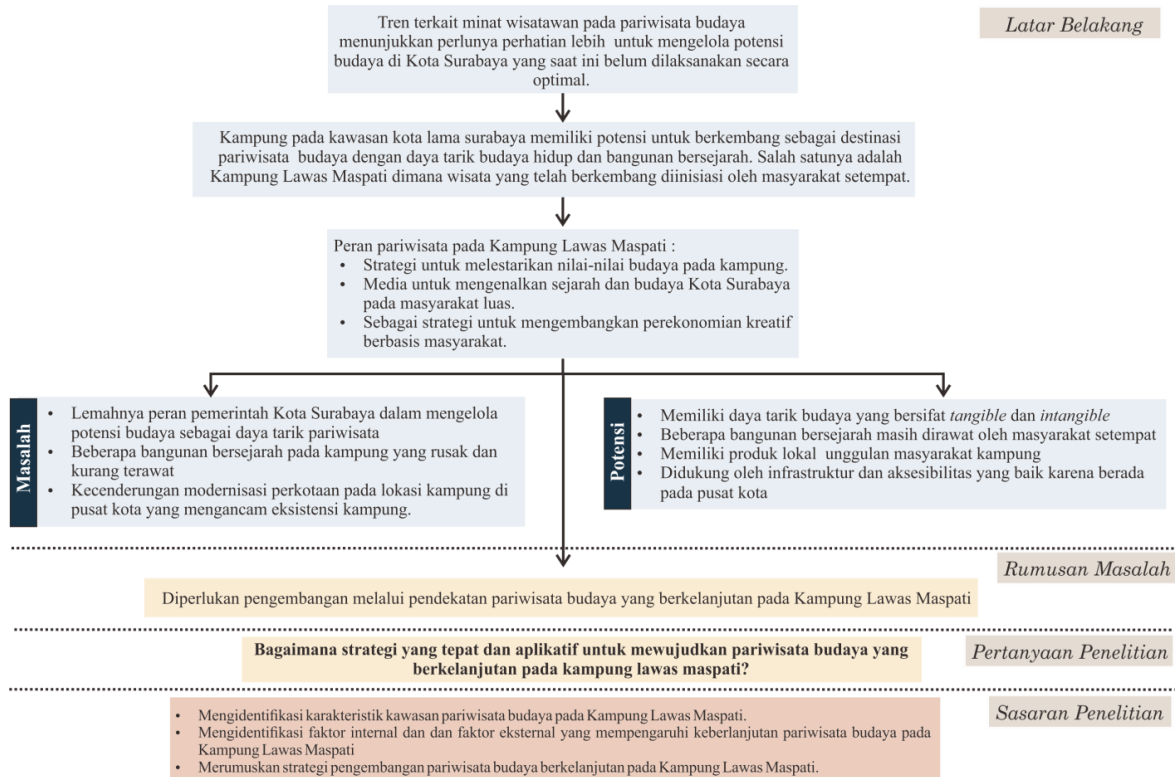 Latar Belakang
Tren terkait minat wisatawan pada pariwisata budaya
menunjukkan perlunya perhatian lebih untuk mengelola potensi
budaya di Kota Surabaya yang saat ini belum dilaksanakan secara
optimal.
Kampung pada kawasan kota lama surabaya memiliki potensi untuk berkembang sebagai destinasi
pariwisata budaya dengan daya tarik budaya hidup dan bangunan bersejarah. Salah satunya adalah
Kampung Lawas Maspati dimana wisata yang telah berkembang diinisiasi oleh masyarakat setempat.
Peran pariwisata pada Kampung Lawas Maspati :
• Strategi untuk melestarikan nilai-nilai budaya pada kampung.
• Media untuk mengenalkan sejarah dan budaya Kota Surabaya
pada masyarakat luas.
• Sebagai strategi untuk mengembangkan perekonomian kreatif
berbasis masyarakat.
Masalah
• Lemahnya peran pemerintah Kota Surabaya dalam mengelola
potensi budaya sebagai daya tarik pariwisata
• Beberapa bangunan bersejarah pada kampung yang rusak dan
kurang terawat
• Kecenderungan modernisasi perkotaan pada lokasi kampung di
pusat kota yang mengancam eksistensi kampung.
Potensi
• Memiliki daya tarik budaya yang bersifat tangible dan intangible
• Beberapa bangunan bersejarah masih dirawat oleh masyarakat setempat
• Memiliki produk lokal unggulan masyarakat kampung
• Didukung oleh infrastruktur dan aksesibilitas yang baik karena berada
pada pusat kota
Rumusan Masalah
Diperlukan pengembangan melalui pendekatan pariwisata budaya yang berkelanjutan pada Kampung Lawas Maspati
Bagaimana strategi yang tepat dan aplikatif untuk mewujudkan pariwisata budaya yang
berkelanjutan pada kampung lawas maspati?
Pertanyaan Penelitian
Sasaran Penelitian
• Mengidentifikasi karakteristik kawasan pariwisata budaya pada Kampung Lawas Maspati.
• Mengidentifikasi faktor internal dan dan faktor eksternal yang mempengaruhi keberlanjutan pariwisata budaya pada
Kampung Lawas Maspati
• Merumuskan strategi pengembangan pariwisata budaya berkelanjutan pada Kampung Lawas Maspati.